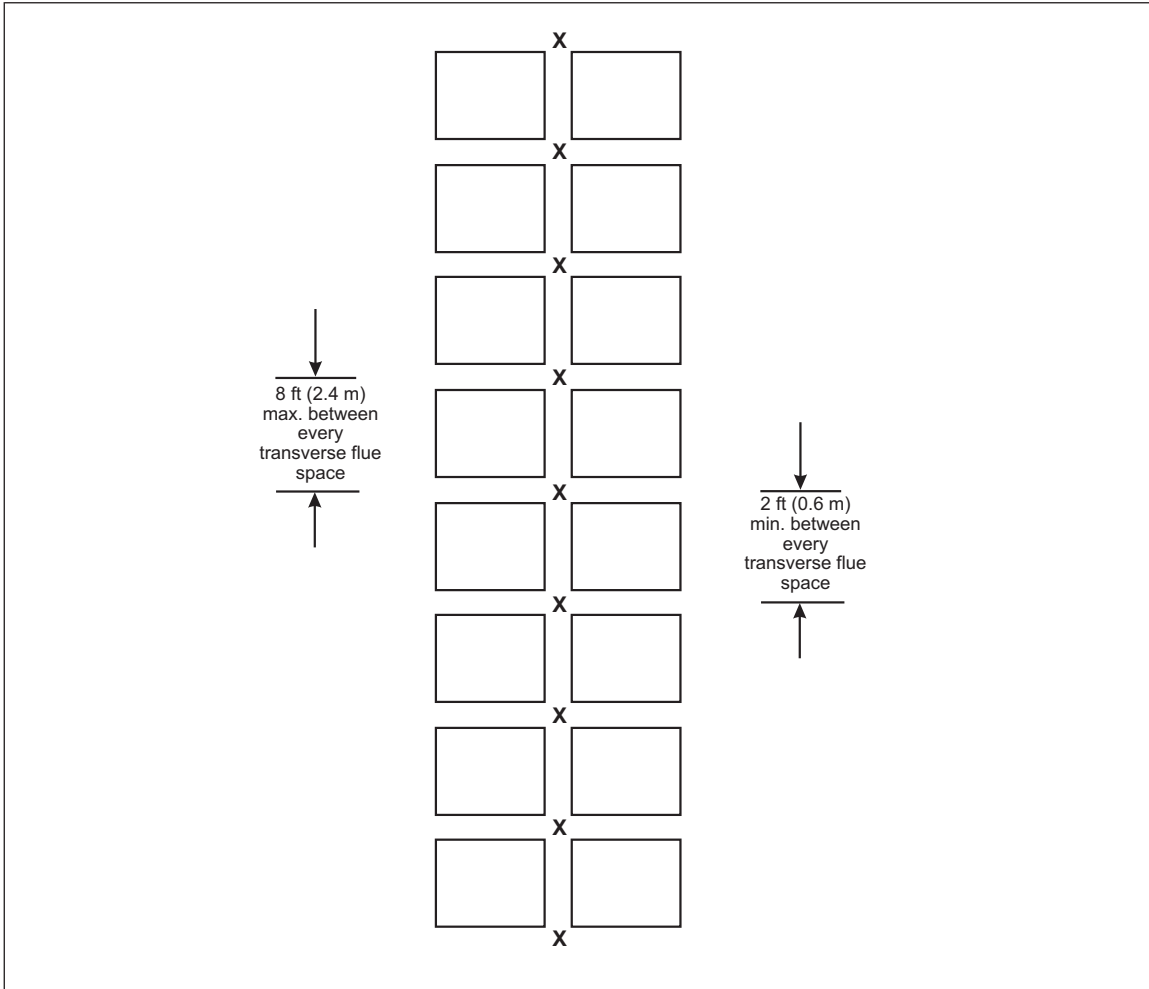 X
X
X
X
8 ft (2.4 m)
max. between
every
transverse flue
space
X
2 ft (0.6 m)
min. between
every
transverse flue
space
X
X
X
X